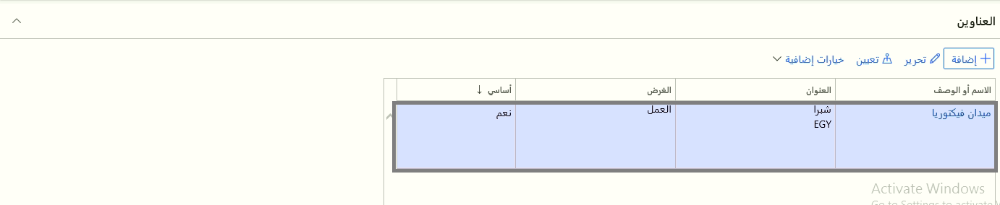 العناوين
إضافة تحرير تعيين خيارات إضافية
الاسم أو الوصف العنوان الغرض أساسي
ميدان فيكتوريا شبرا العمل نعم
EGY
Activate Windows
Go to Settings to activate